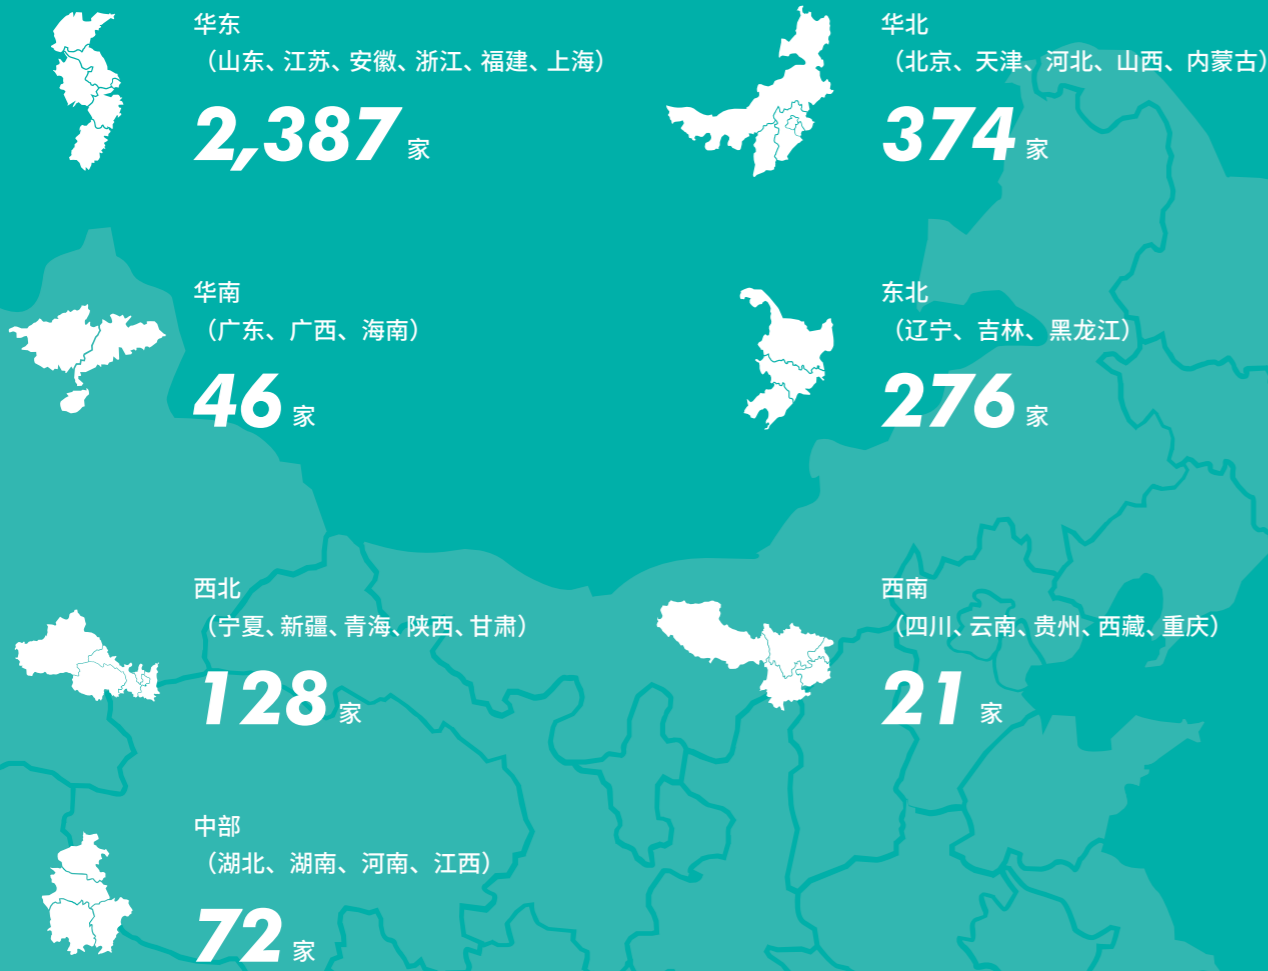 华东
（山东、江苏、安徽、浙江、福建、上海）
2,387 家
华北
（北京、天津、河北、山西、内蒙古）
374 家
华南
（广东、广西、海南）
46 家
东北
（辽宁、吉林、黑龙江）
276 家
西北
（宁夏、新疆、青海、陕西、甘肃）
128 家
西南
（四川、云南、贵州、西藏、重庆）
21 家
中部
（湖北、湖南、河南、江西）
72 家